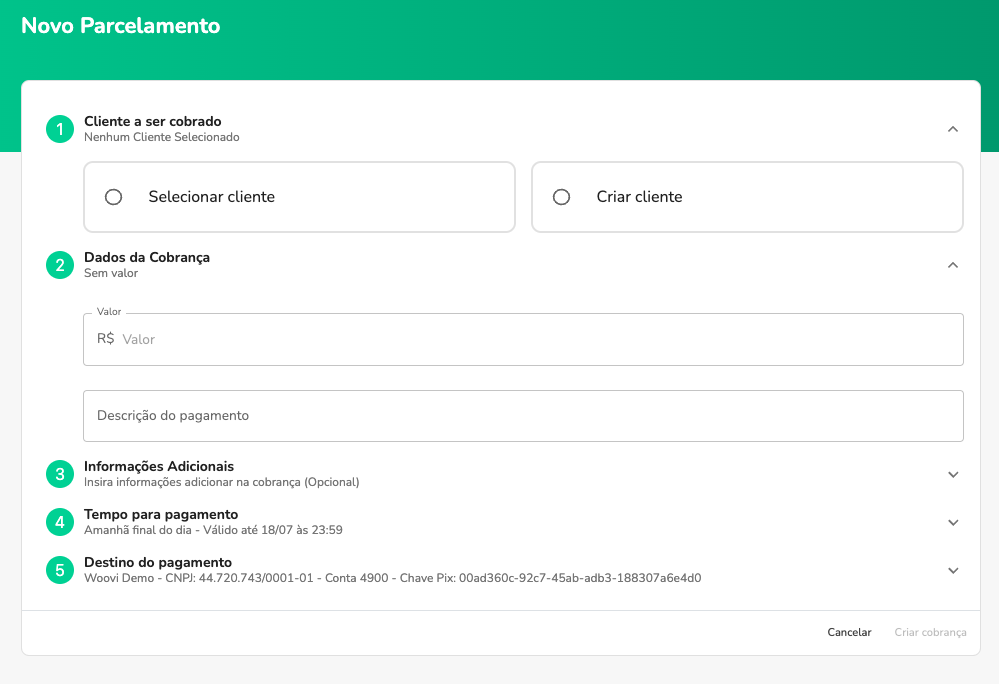 Novo Parcelamento
1
Cliente a ser cobrado
Nenhum Cliente Selecionado
Selecionar cliente
Criar cliente
2
Dados da Cobrança
Sem valor
Valor
R$ Valor
Descrição do pagamento
3
Informações Adicionais
Insira informações adicionar na cobrança (Opcional)
4
Tempo para pagamento
Amanhã final do dia - Válido até 18/07 às 23:59
5
Destino do pagamento
Woovi Demo - CNPJ: 44.720.743/0001-01 - Conta 4900 - Chave Pix: 00ad360c-92c7-45ab-adb3-188307a6e4d0
Cancelar
Criar cobrança